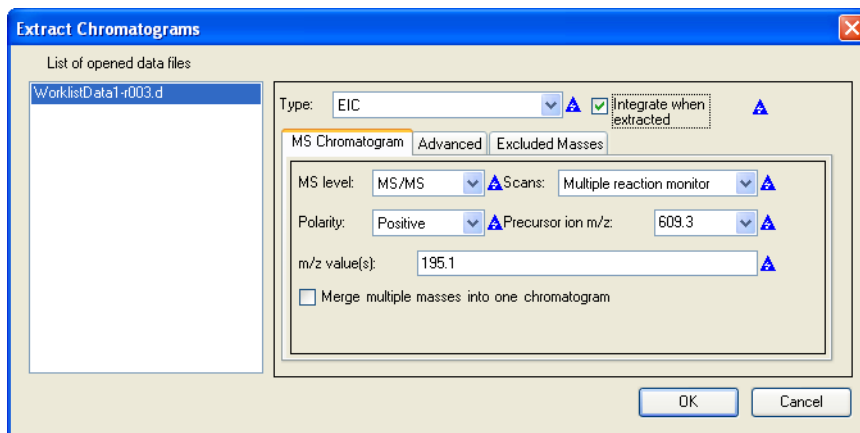 Extract Chromatograms
List of opened data files
WorklistData1-r003.d
Type: EIC Integrate when
extracted
MS Chromatogram Advanced Excluded Masses
MS level: MS/MS Scans: Multiple reaction monitor
Polarity: Positive Precursor ion m/z: 609.3
m/z value(s): 195.1
Merge multiple masses into one chromatogram
OK Cancel